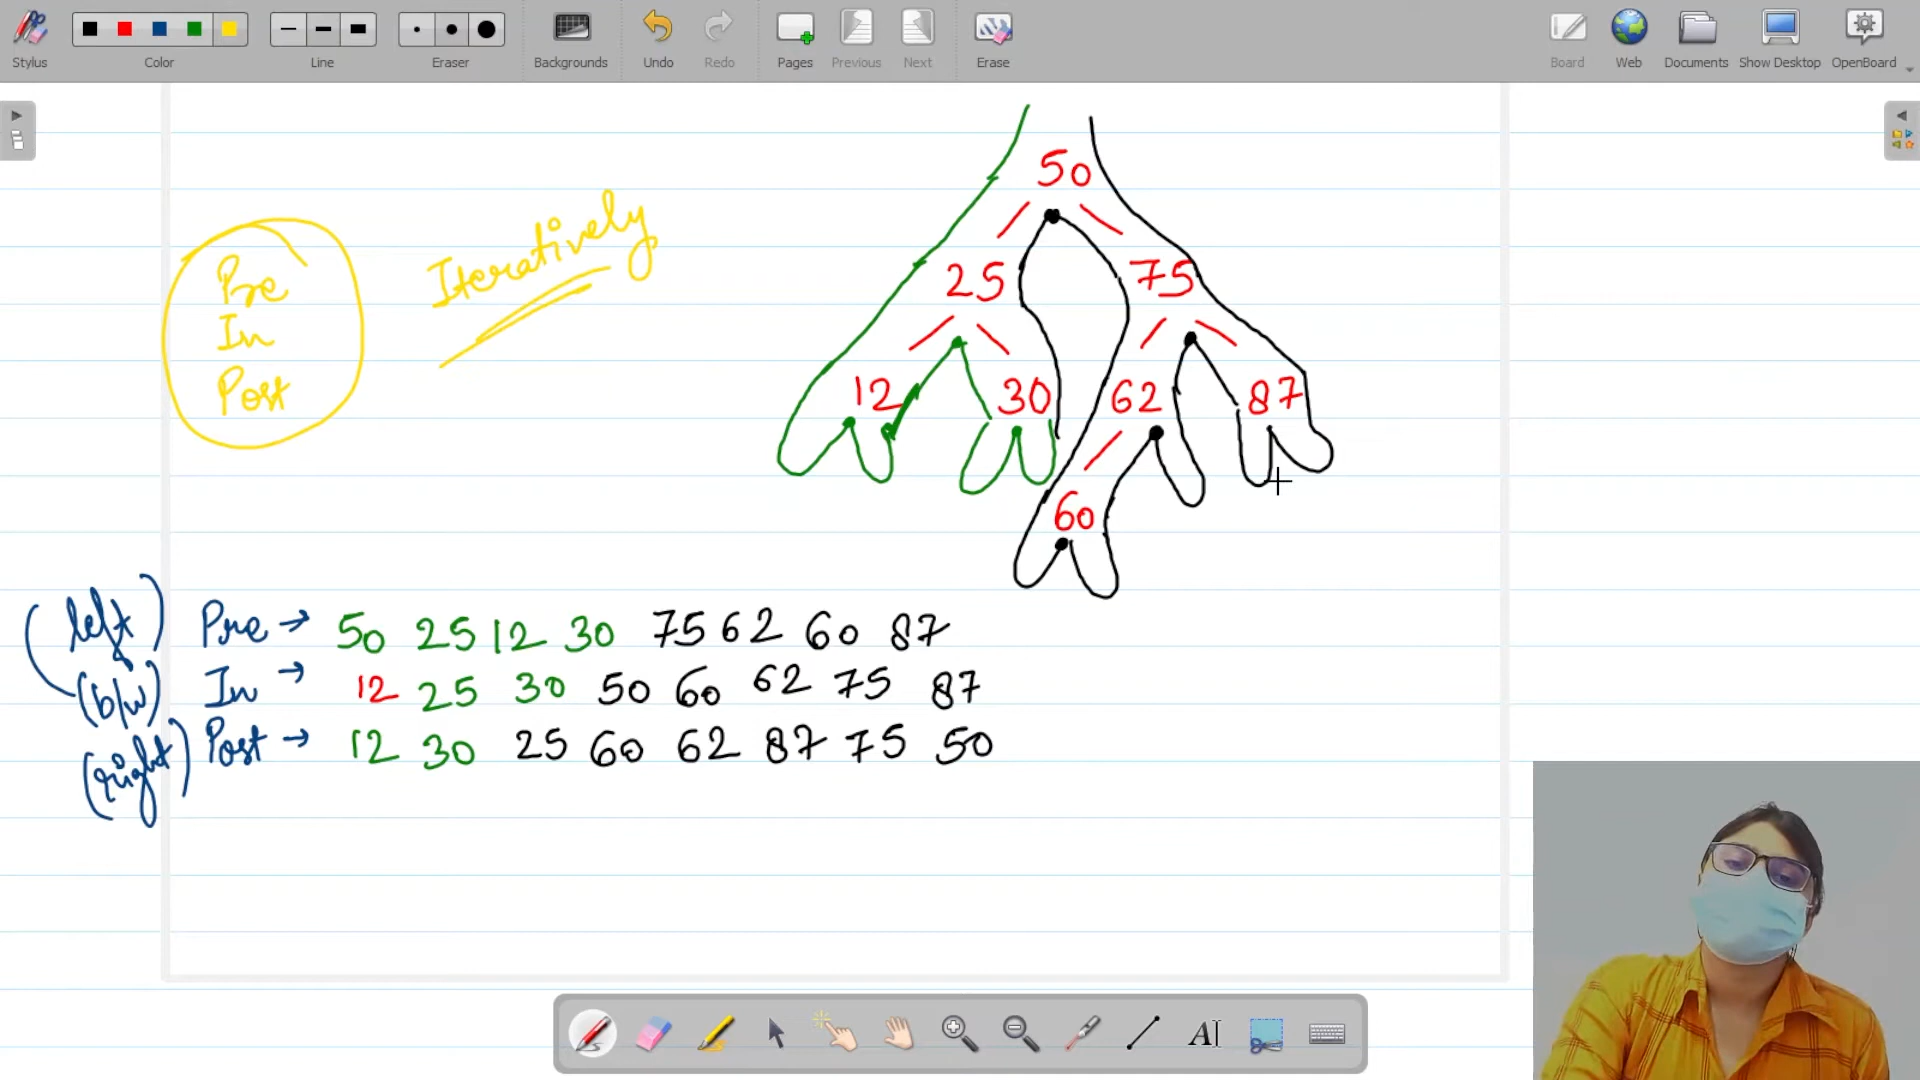 Stylus Color Line Eraser Backgrounds Undo Redo Pages Previous Next Erase Board Web Documents Show Desktop OpenBoard
50
25 75
12 30 62 87
60
Pre
In
Post
Iteratively
(left) Pre → 50 25 12 30 75 62 60 87
(b/w) In → 12 25 30 50 60 62 75 87
(right) Post → 12 30 25 60 62 87 75 50